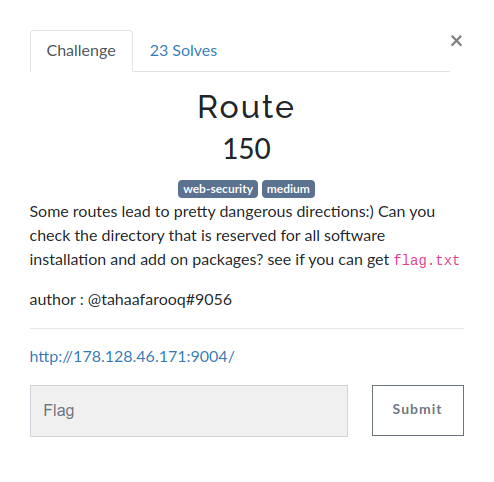 Challenge
23 Solves
×
Route
150
web-security medium
Some routes lead to pretty dangerous directions:) Can you
check the directory that is reserved for all software
installation and add on packages? see if you can get flag.txt
author : @tahaafarooq#9056
http://178.128.46.171:9004/
Flag
Submit